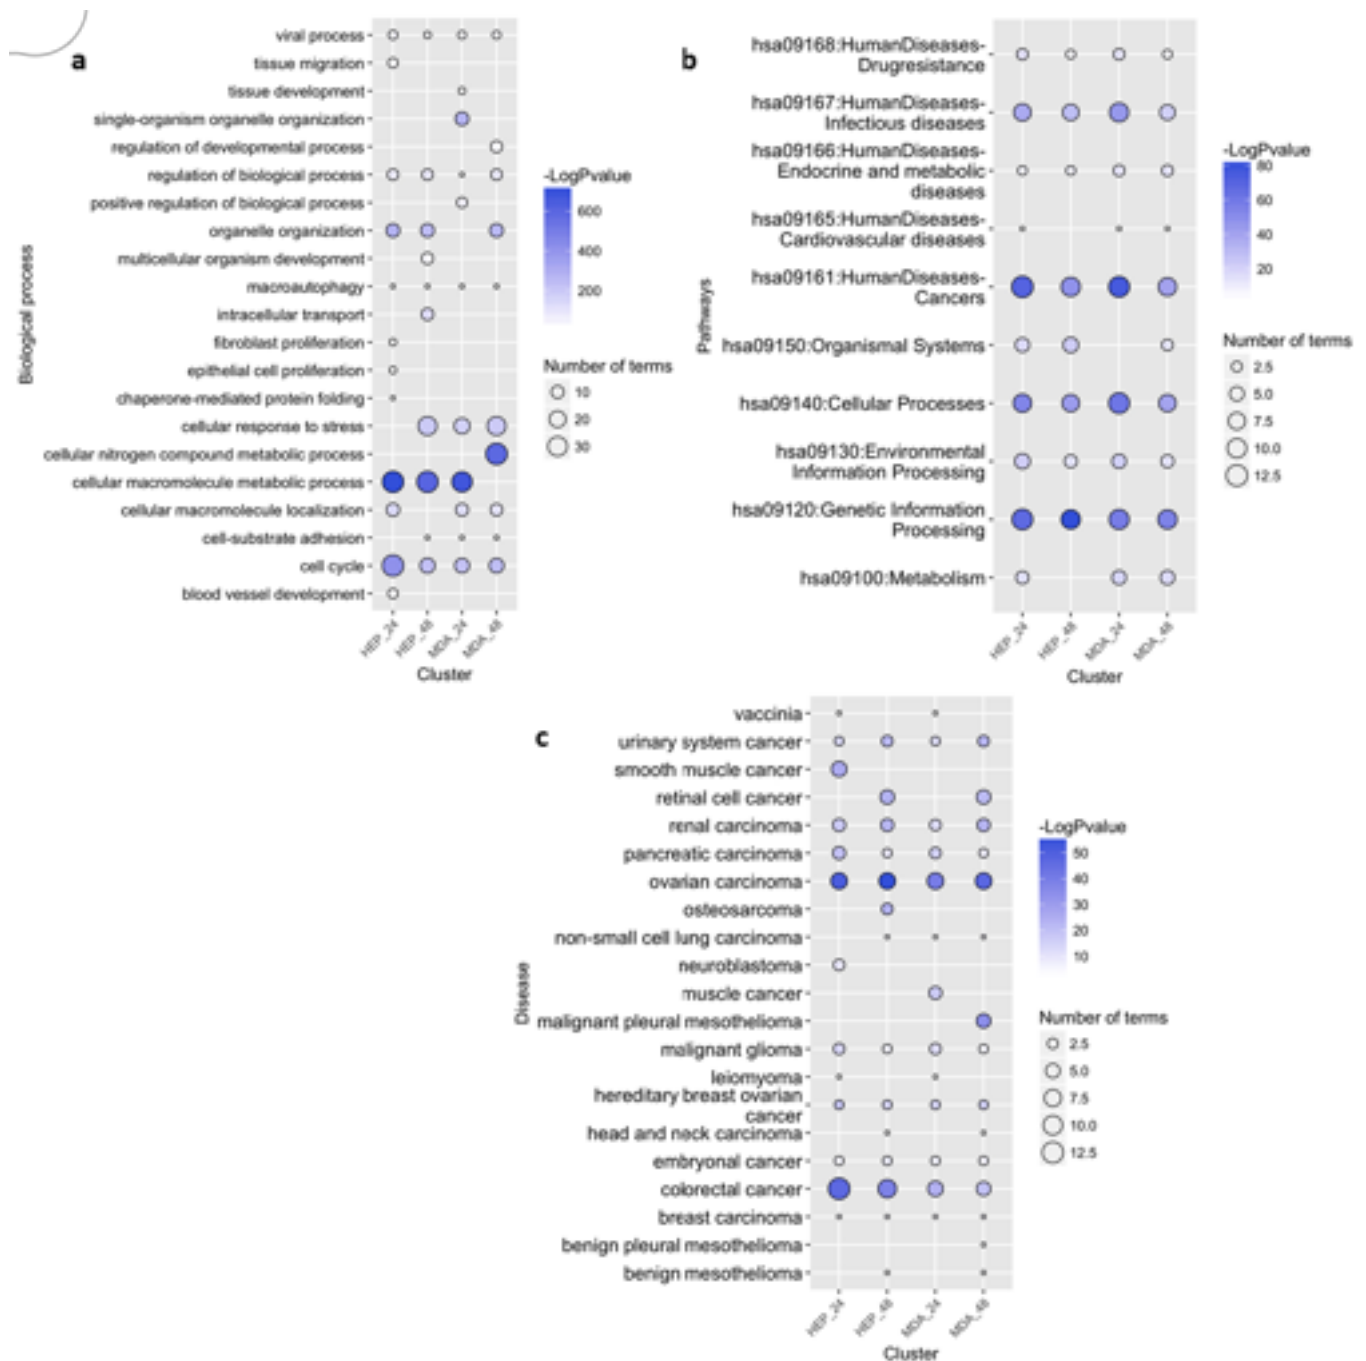 a
viral process
tissue migration
tissue development
single-organism organelle organization
regulation of developmental process
regulation of biological process
positive regulation of biological process
organelle organization
multicellular organism development
macroautophagy
intracellular transport
fibroblast proliferation
epithelial cell proliferation
chaperone-mediated protein folding
cellular response to stress
cellular nitrogen compound metabolic process
cellular macromolecule metabolic process
cellular macromolecule localization
cell-substrate adhesion
cell cycle
blood vessel development
Biological process
HEP_24
HEP_48
MDA_24
MDA_48
Cluster
-LogPvalue
600
400
200
Number of terms
10
20
30
b
hsa09168:HumanDiseases-
Drugresistance
hsa09167:HumanDiseases-
Infectious diseases
hsa09166:HumanDiseases-
Endocrine and metabolic
diseases
hsa09165:HumanDiseases-
Cardiovascular diseases
hsa09161:HumanDiseases-
Cancers
hsa09150:Organismal Systems
hsa09140:Cellular Processes
hsa09130:Environmental
Information Processing
hsa09120:Genetic Information
Processing
hsa09100:Metabolism
Pathways
HEP_24
HEP_48
MDA_24
MDA_48
Cluster
-LogPvalue
80
60
40
20
Number of terms
2.5
5.0
7.5
10.0
12.5
c
vaccinia
urinary system cancer
smooth muscle cancer
retinal cell cancer
renal carcinoma
pancreatic carcinoma
ovarian carcinoma
osteosarcoma
non-small cell lung carcinoma
neuroblastoma
muscle cancer
malignant pleural mesothelioma
malignant glioma
leiomyoma
hereditary breast ovarian
cancer
head and neck carcinoma
embryonal cancer
colorectal cancer
breast carcinoma
benign pleural mesothelioma
benign mesothelioma
Disease
HEP_24
HEP_48
MDA_24
MDA_48
Cluster
-LogPvalue
50
40
30
20
10
Number of terms
2.5
5.0
7.5
10.0
12.5